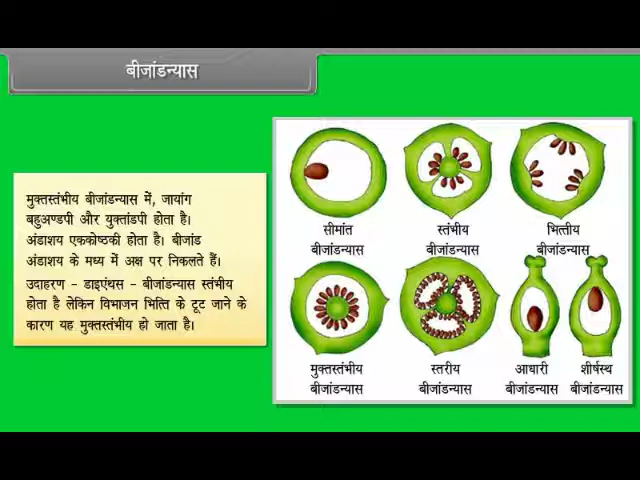 बीजांडन्यास
मुक्तस्तंभीय बीजांडन्यास में, जायांग
बहुअण्डपी और युक्तांडपी होता है।
अंडाशय एककोष्ठकी होता है। बीजांड
अंडाशय के मध्य में अक्ष पर निकलते हैं।
उदाहरण - डाइएंथस - बीजांडन्यास स्तंभीय
होता है लेकिन विभाजन भित्ति के टूट जाने के
कारण यह मुक्तस्तंभीय हो जाता है।
सीमांत
बीजांडन्यास
स्तंभीय
बीजांडन्यास
भित्तीय
बीजांडन्यास
मुक्तस्तंभीय
बीजांडन्यास
स्तरीय
बीजांडन्यास
आधारी
बीजांडन्यास
शीर्षस्थ
बीजांडन्यास